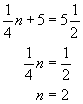 1/4 n + 5 = 5 1/2
1/4 n = 1/2
n = 2